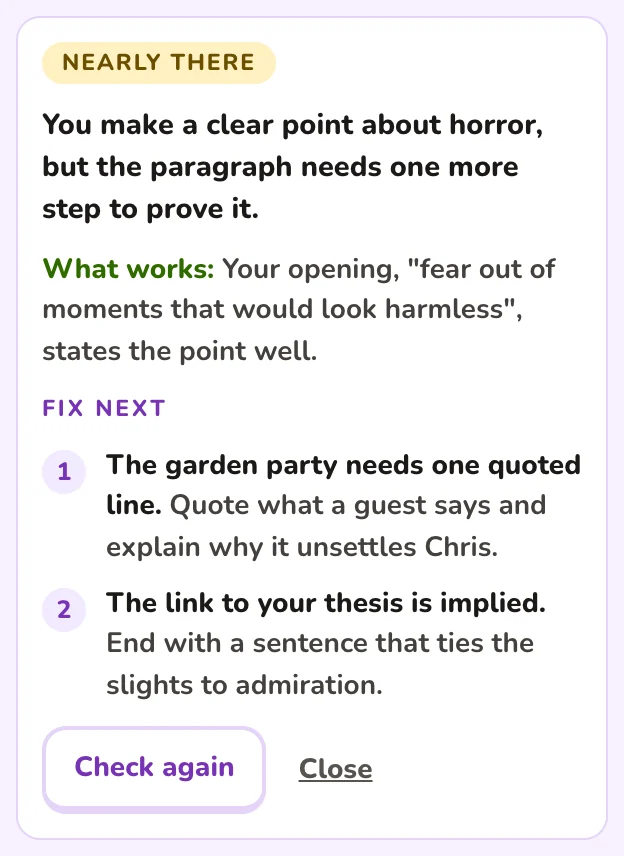 NEARLY THERE
You make a clear point about horror,
but the paragraph needs one more
step to prove it.
What works: Your opening, "fear out of
moments that would look harmless",
states the point well.
FIX NEXT
1 The garden party needs one quoted
line. Quote what a guest says and
explain why it unsettles Chris.
2 The link to your thesis is implied.
End with a sentence that ties the
slights to admiration.
Check again Close